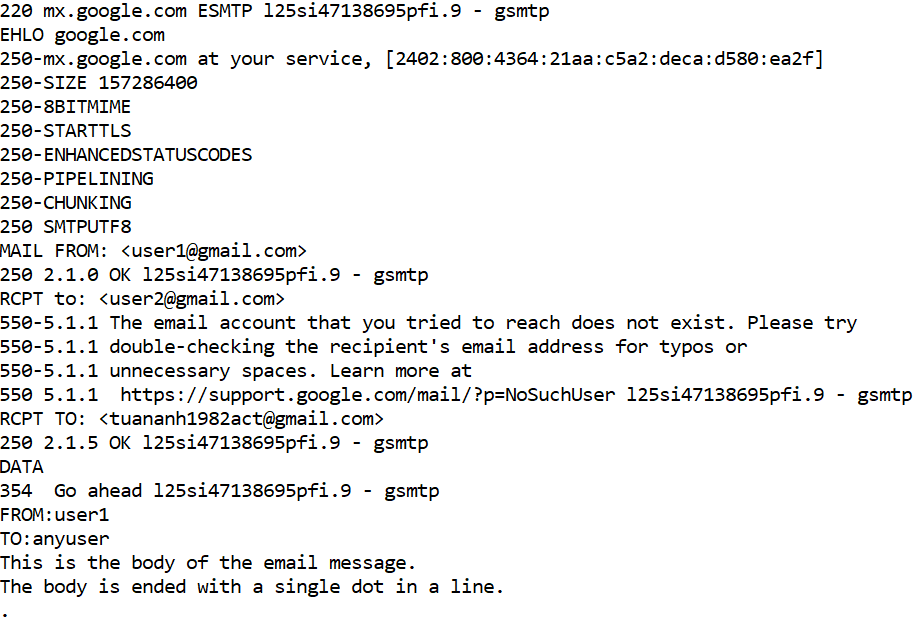 220 mx.google.com ESMTP l25si47138695pfi.9 - gsmtp
EHLO google.com
250-mx.google.com at your service, [2402:800:4364:21aa:c5a2:deca:d580:ea2f]
250-SIZE 157286400
250-8BITMIME
250-STARTTLS
250-ENHANCEDSTATUSCODES
250-PIPELINING
250-CHUNKING
250 SMTPUTF8
MAIL FROM: <user1@gmail.com>
250 2.1.0 OK l25si47138695pfi.9 - gsmtp
RCPT to: <user2@gmail.com>
550-5.1.1 The email account that you tried to reach does not exist. Please try
550-5.1.1 double-checking the recipient's email address for typos or
550-5.1.1 unnecessary spaces. Learn more at
550 5.1.1  https://support.google.com/mail/?p=NoSuchUser l25si47138695pfi.9 - gsmtp
RCPT TO: <tuananh1982act@gmail.com>
250 2.1.5 OK l25si47138695pfi.9 - gsmtp
DATA
354  Go ahead l25si47138695pfi.9 - gsmtp
FROM:user1
TO:anyuser
This is the body of the email message.
The body is ended with a single dot in a line.
.